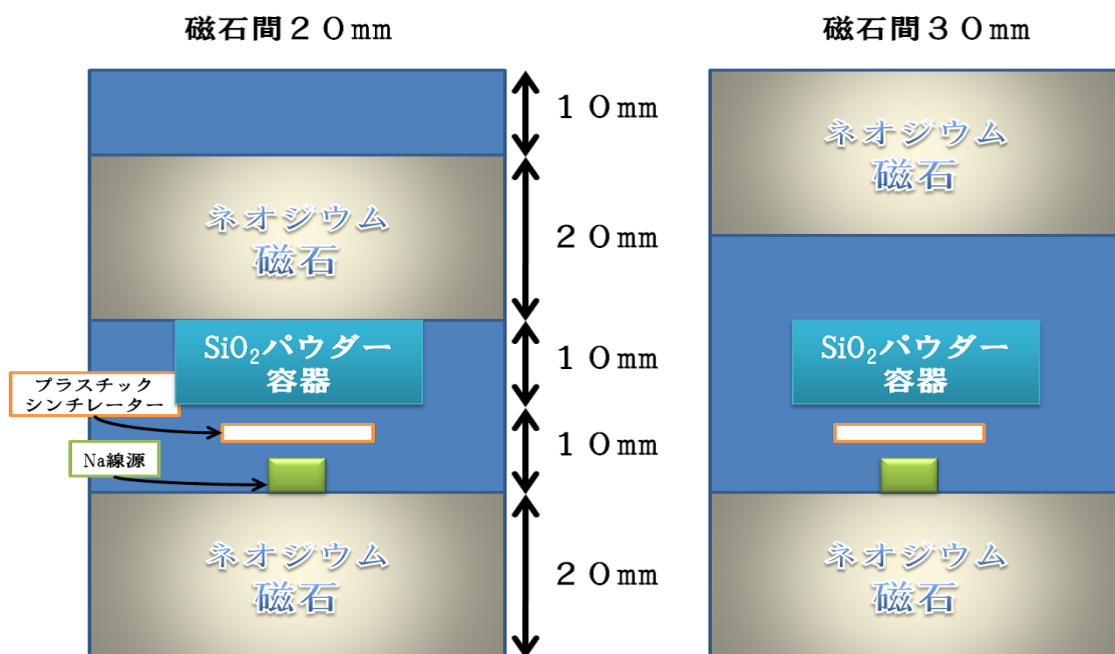 磁石間２０mm
磁石間３０mm
１０mm
ネオジウム
磁石
２０mm
ネオジウム
磁石
SiO₂パウダー
容器
１０mm
SiO₂パウダー
容器
プラスチック
シンチレーター
１０mm
Na線源
ネオジウム
磁石
２０mm
ネオジウム
磁石